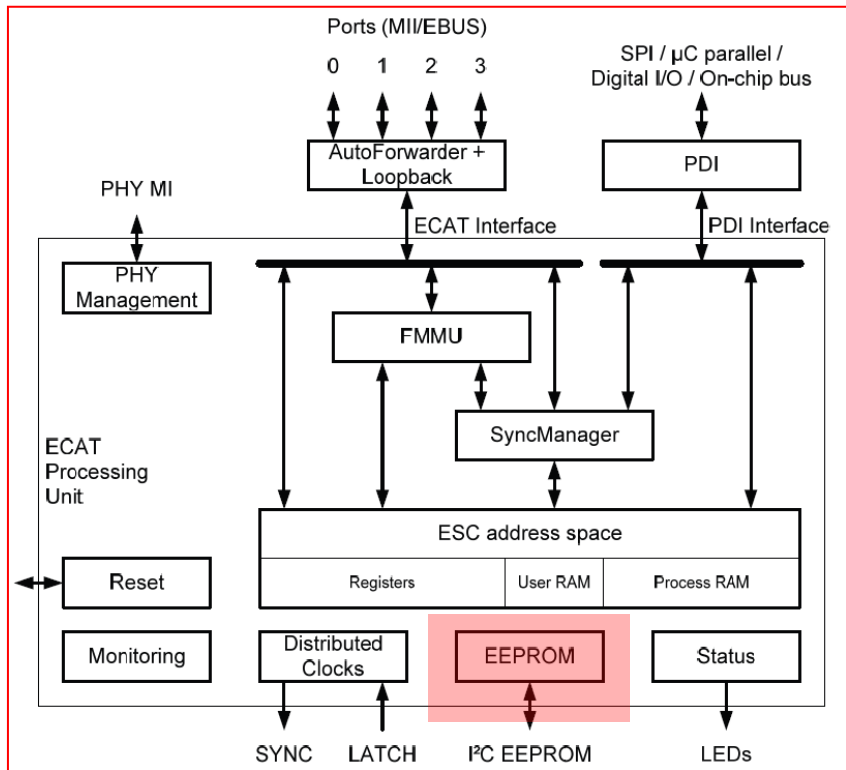 Ports (MII/EBUS)
0 1 2 3
SPI / µC parallel /
Digital I/O / On-chip bus
AutoForwarder +
Loopback
PDI
PHY MI
ECAT Interface
PDI Interface
PHY
Management
FMMU
SyncManager
ECAT
Processing
Unit
ESC address space
Registers
User RAM
Process RAM
Reset
Monitoring
Distributed
Clocks
EEPROM
Status
SYNC
LATCH
I²C EEPROM
LEDs